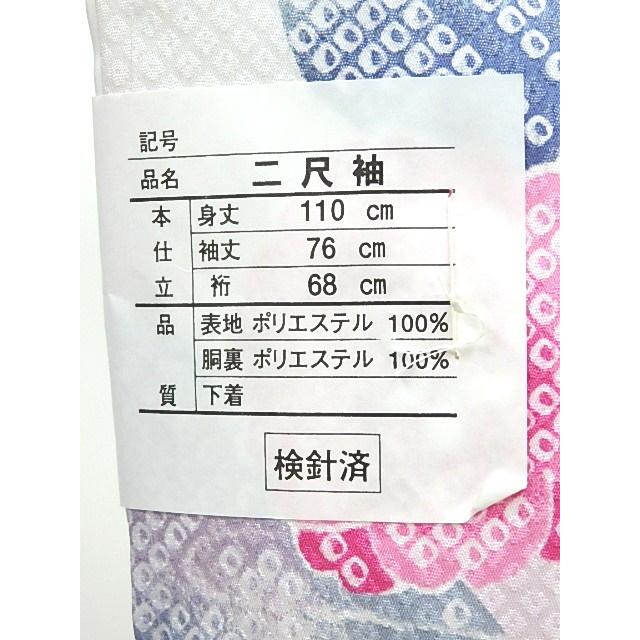 記号
品名 二尺袖
本 身丈 110 cm
仕 袖丈 76 cm
立 裄 68 cm
品 表地 ポリエステル 100%
胴裏 ポリエステル 100%
質 下着
検針済